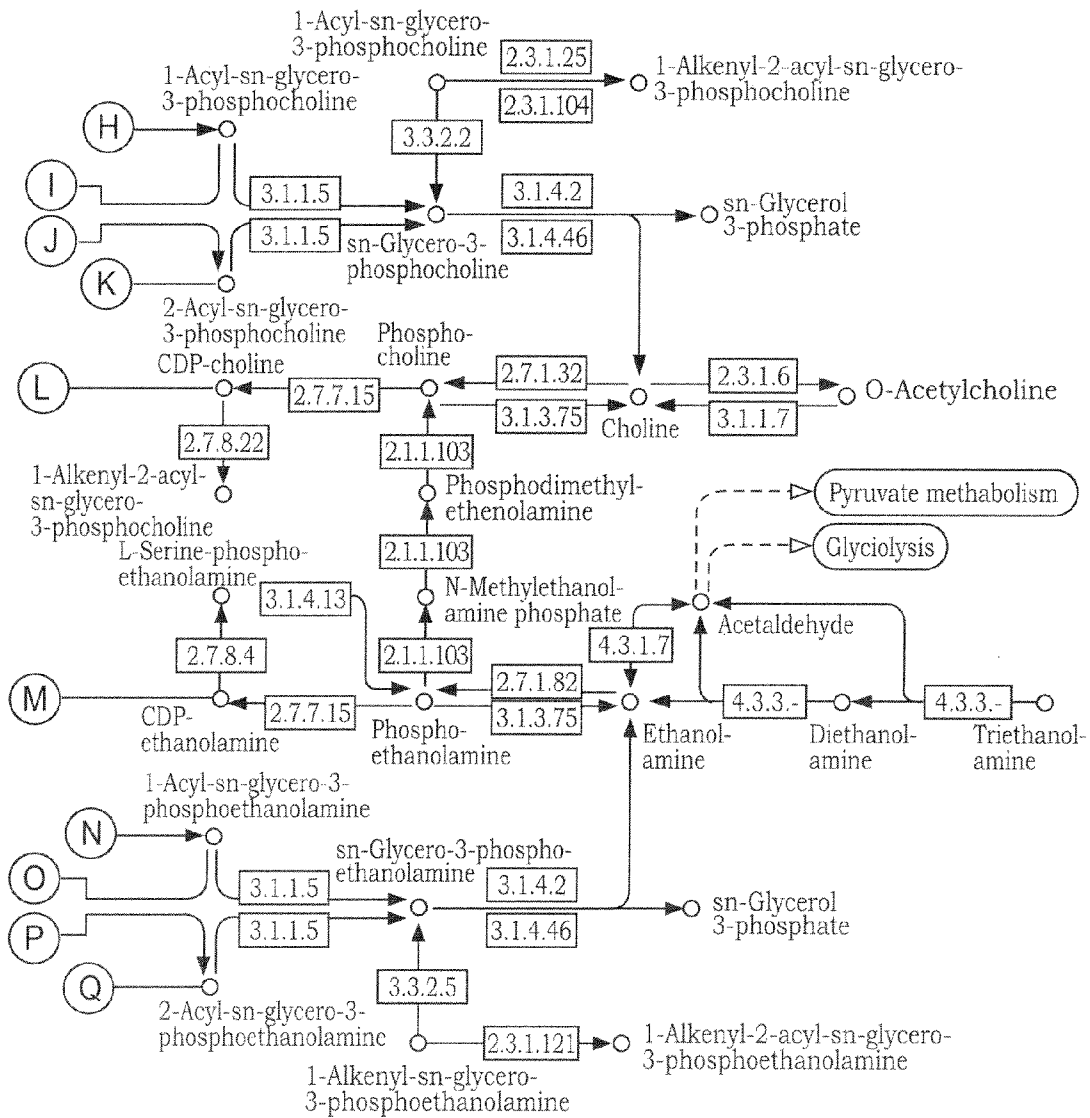 1-Acyl-sn-glycero-
3-phosphocholine
2.3.1.25
1-Alkenyl-2-acyl-sn-glycero-
3-phosphocholine
2.3.1.104
1-Acyl-sn-glycero-
3-phosphocholine
H
3.3.2.2
I
3.1.1.5
3.1.4.2
sn-Glycerol
3-phosphate
J
3.1.1.5
3.1.4.46
sn-Glycero-3-
phosphocholine
K
2-Acyl-sn-glycero-
3-phosphocholine
CDP-choline
Phospho-
choline
L
2.7.7.15
2.7.1.32
2.3.1.6
O-Acetylcholine
3.1.3.75
Choline
3.1.1.7
2.7.8.22
2.1.1.103
1-Alkenyl-2-acyl-
sn-glycero-
3-phosphocholine
Phosphodimethyl-
ethenolamine
Pyruvate methabolism
Glyciolysis
L-Serine-phospho-
ethanolamine
2.1.1.103
3.1.4.13
N-Methylethanol-
amine phosphate
Acetaldehyde
2.7.8.4
2.1.1.103
4.3.1.7
M
2.7.1.82
CDP-
ethanolamine
2.7.7.15
Phospho-
ethanolamine
3.1.3.75
Ethanol-
amine
4.3.3.-
Diethanol-
amine
4.3.3.-
Triethanol-
amine
1-Acyl-sn-glycero-3-
phosphoethanolamine
N
sn-Glycero-3-phospho-
ethanolamine
O
3.1.1.5
3.1.4.2
sn-Glycerol
3-phosphate
P
3.1.1.5
3.1.4.46
Q
3.3.2.5
2-Acyl-sn-glycero-3-
phosphoethanolamine
2.3.1.121
1-Alkenyl-2-acyl-sn-glycero-
3-phosphoethanolamine
1-Alkenyl-sn-glycero-
3-phosphoethanolamine